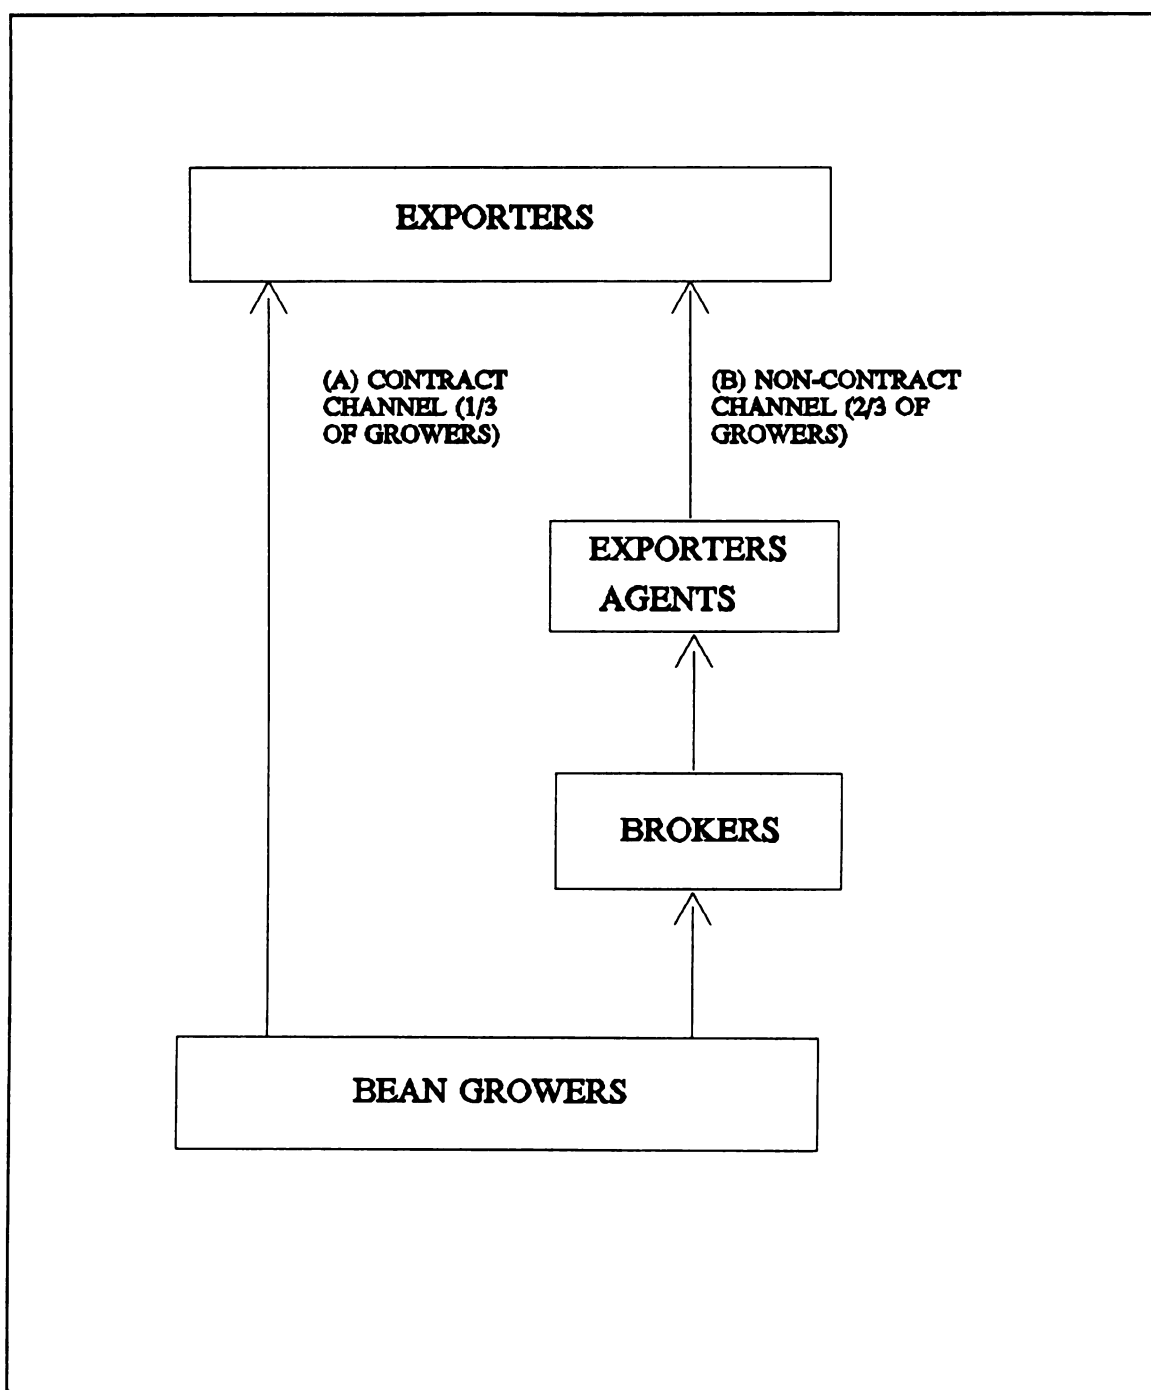 EXPORTERS
(A) CONTRACT
CHANNEL (1/3
OF GROWERS)
(B) NON-CONTRACT
CHANNEL (2/3 OF
GROWERS)
EXPORTERS
AGENTS
BROKERS
BEAN GROWERS